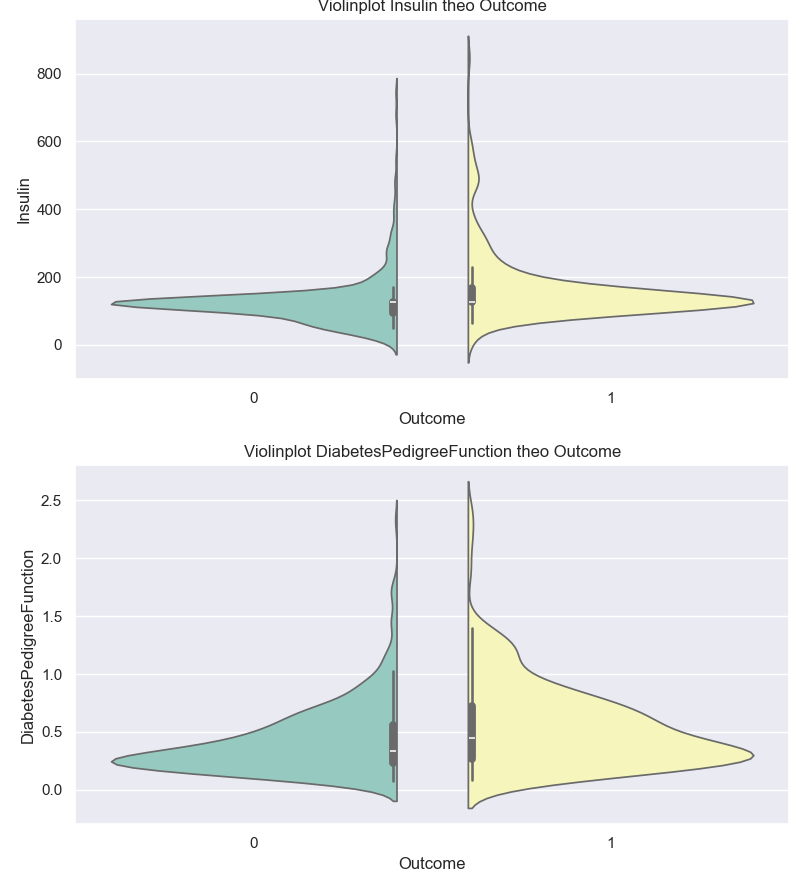 Violinplot Insulin theo Outcome
800
600
400
200
0
Insulin
0 1
Outcome
Violinplot DiabetesPedigreeFunction theo Outcome
2.5
2.0
1.5
1.0
0.5
0.0
DiabetesPedigreeFunction
0 1
Outcome